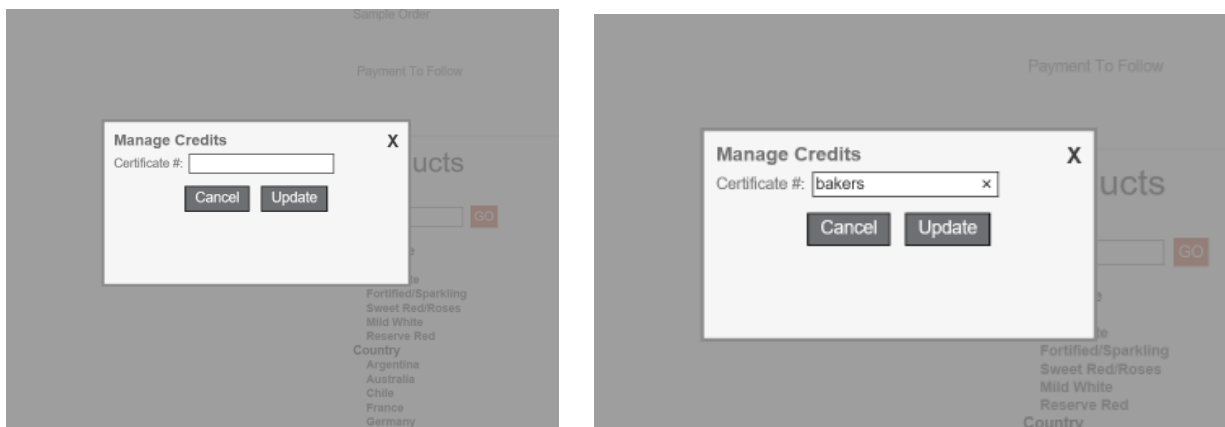 Sample Order
Payment To Follow
Manage Credits X
Certificate #:
Cancel Update
ucts
GO
Fortified/Sparkling
Sweet Red/Roses
Mild White
Reserve Red
Country
Argentina
Australia
Chile
France
Germany
Payment To Follow
Manage Credits X
Certificate #: bakers ×
Cancel Update
ucts
GO
Fortified/Sparkling
Sweet Red/Roses
Mild White
Reserve Red
Country